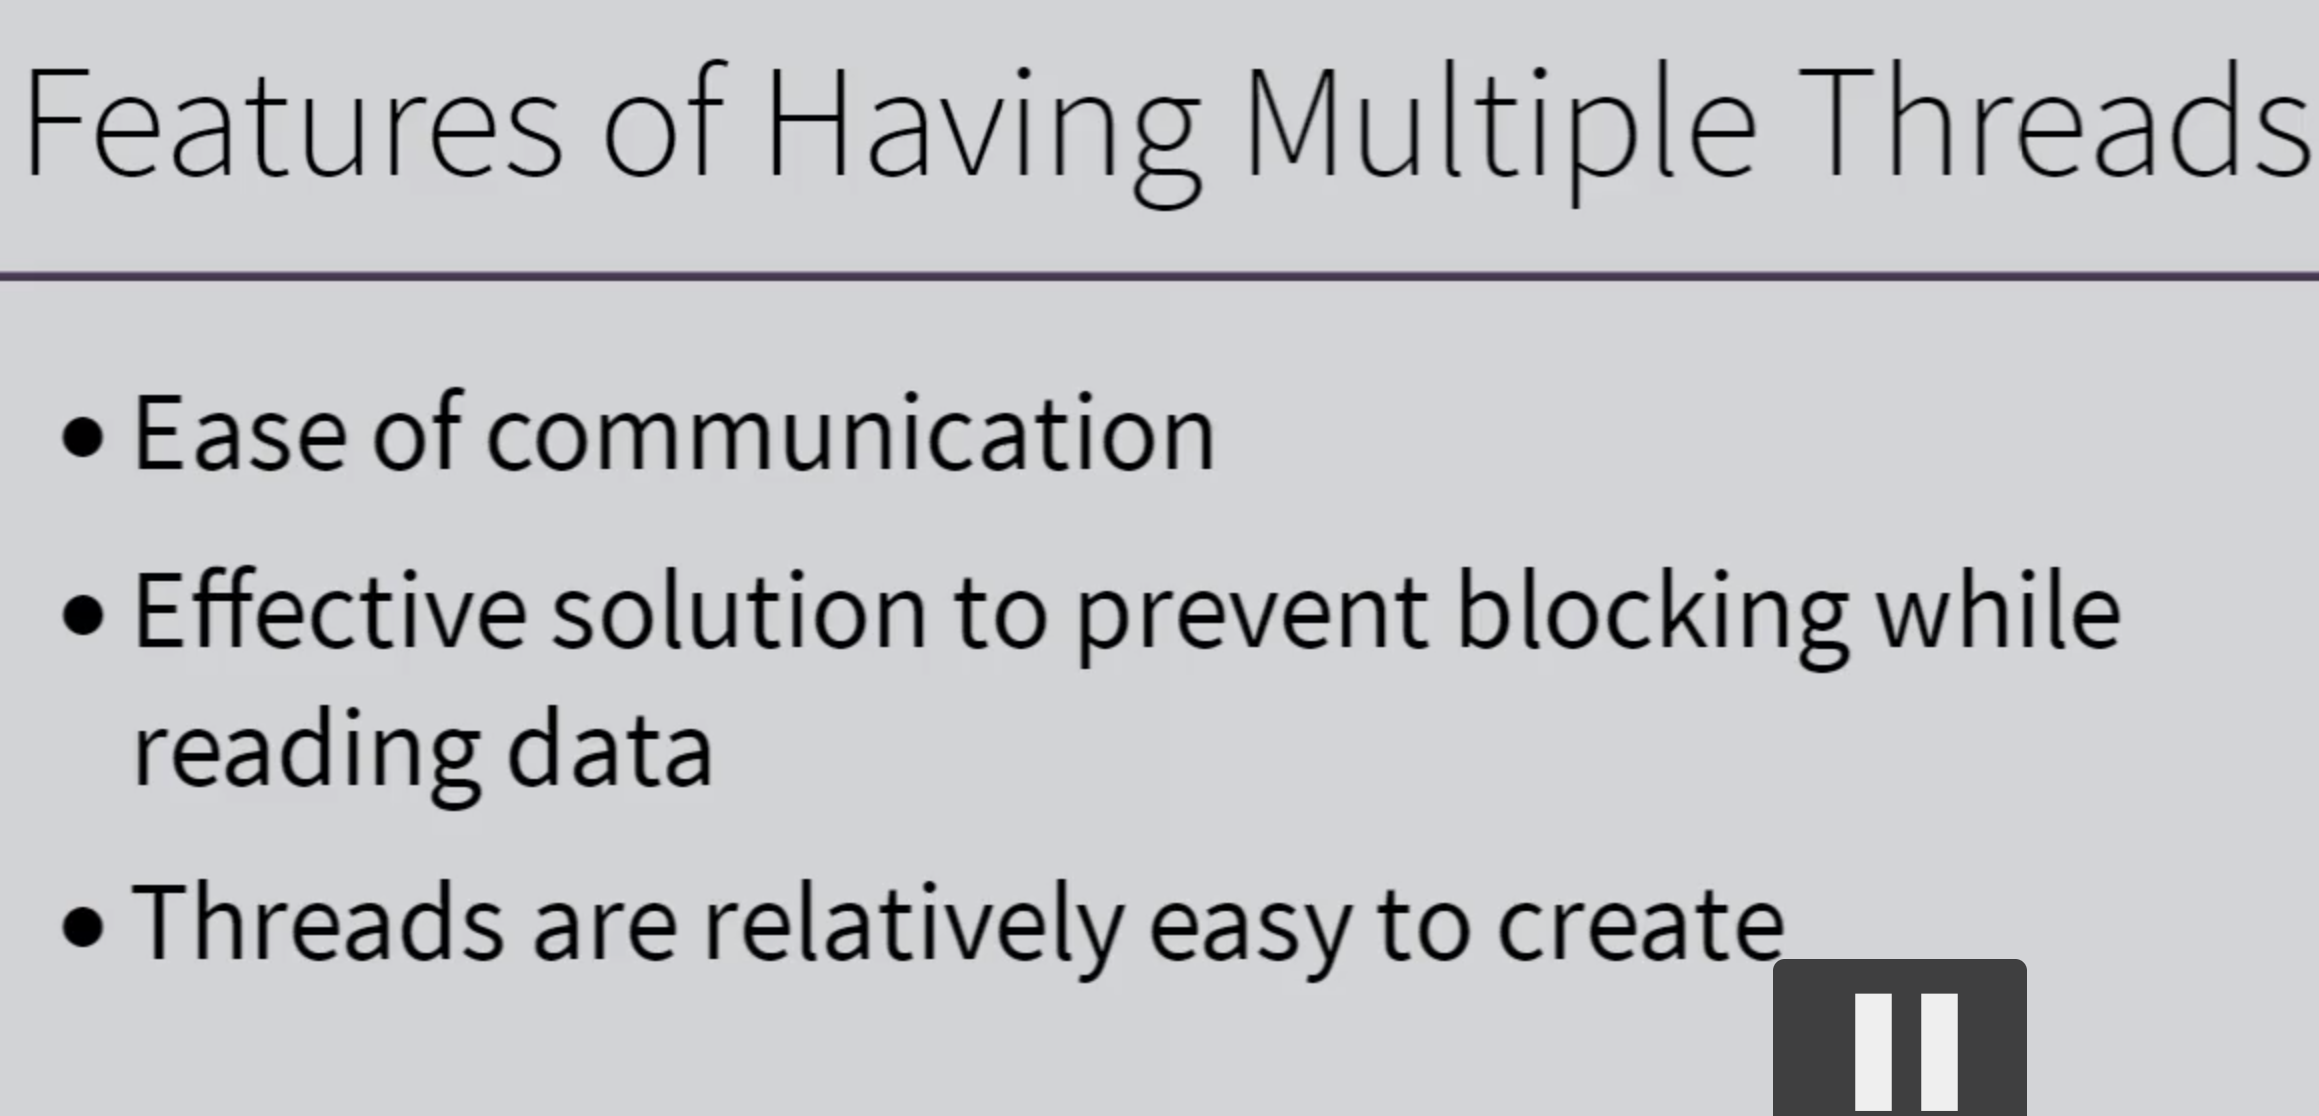 Features of Having Multiple Threads
• Ease of communication
• Effective solution to prevent blocking while
reading data
• Threads are relatively easy to create